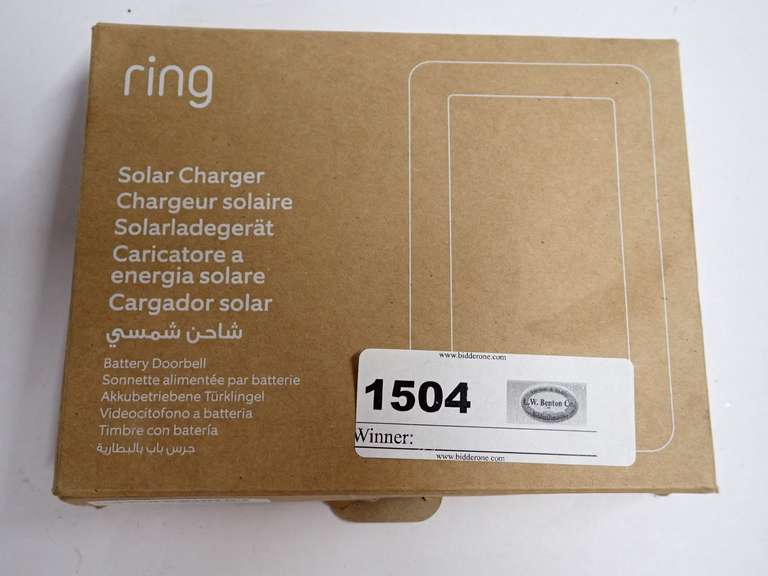 ring
Solar Charger
Chargeur solaire
Solarladegerät
Caricatore a
energia solare
Cargador solar
شاحن شمسي
Battery Doorbell
Sonnette alimentée par batterie
Akkubetriebene Türklingel
Videocitofono a batteria
Timbre con batería
جرس باب بالبطارية
www.bidderone.com
1504
L.W. Benton Co.
Winner:
www.bidderone.com